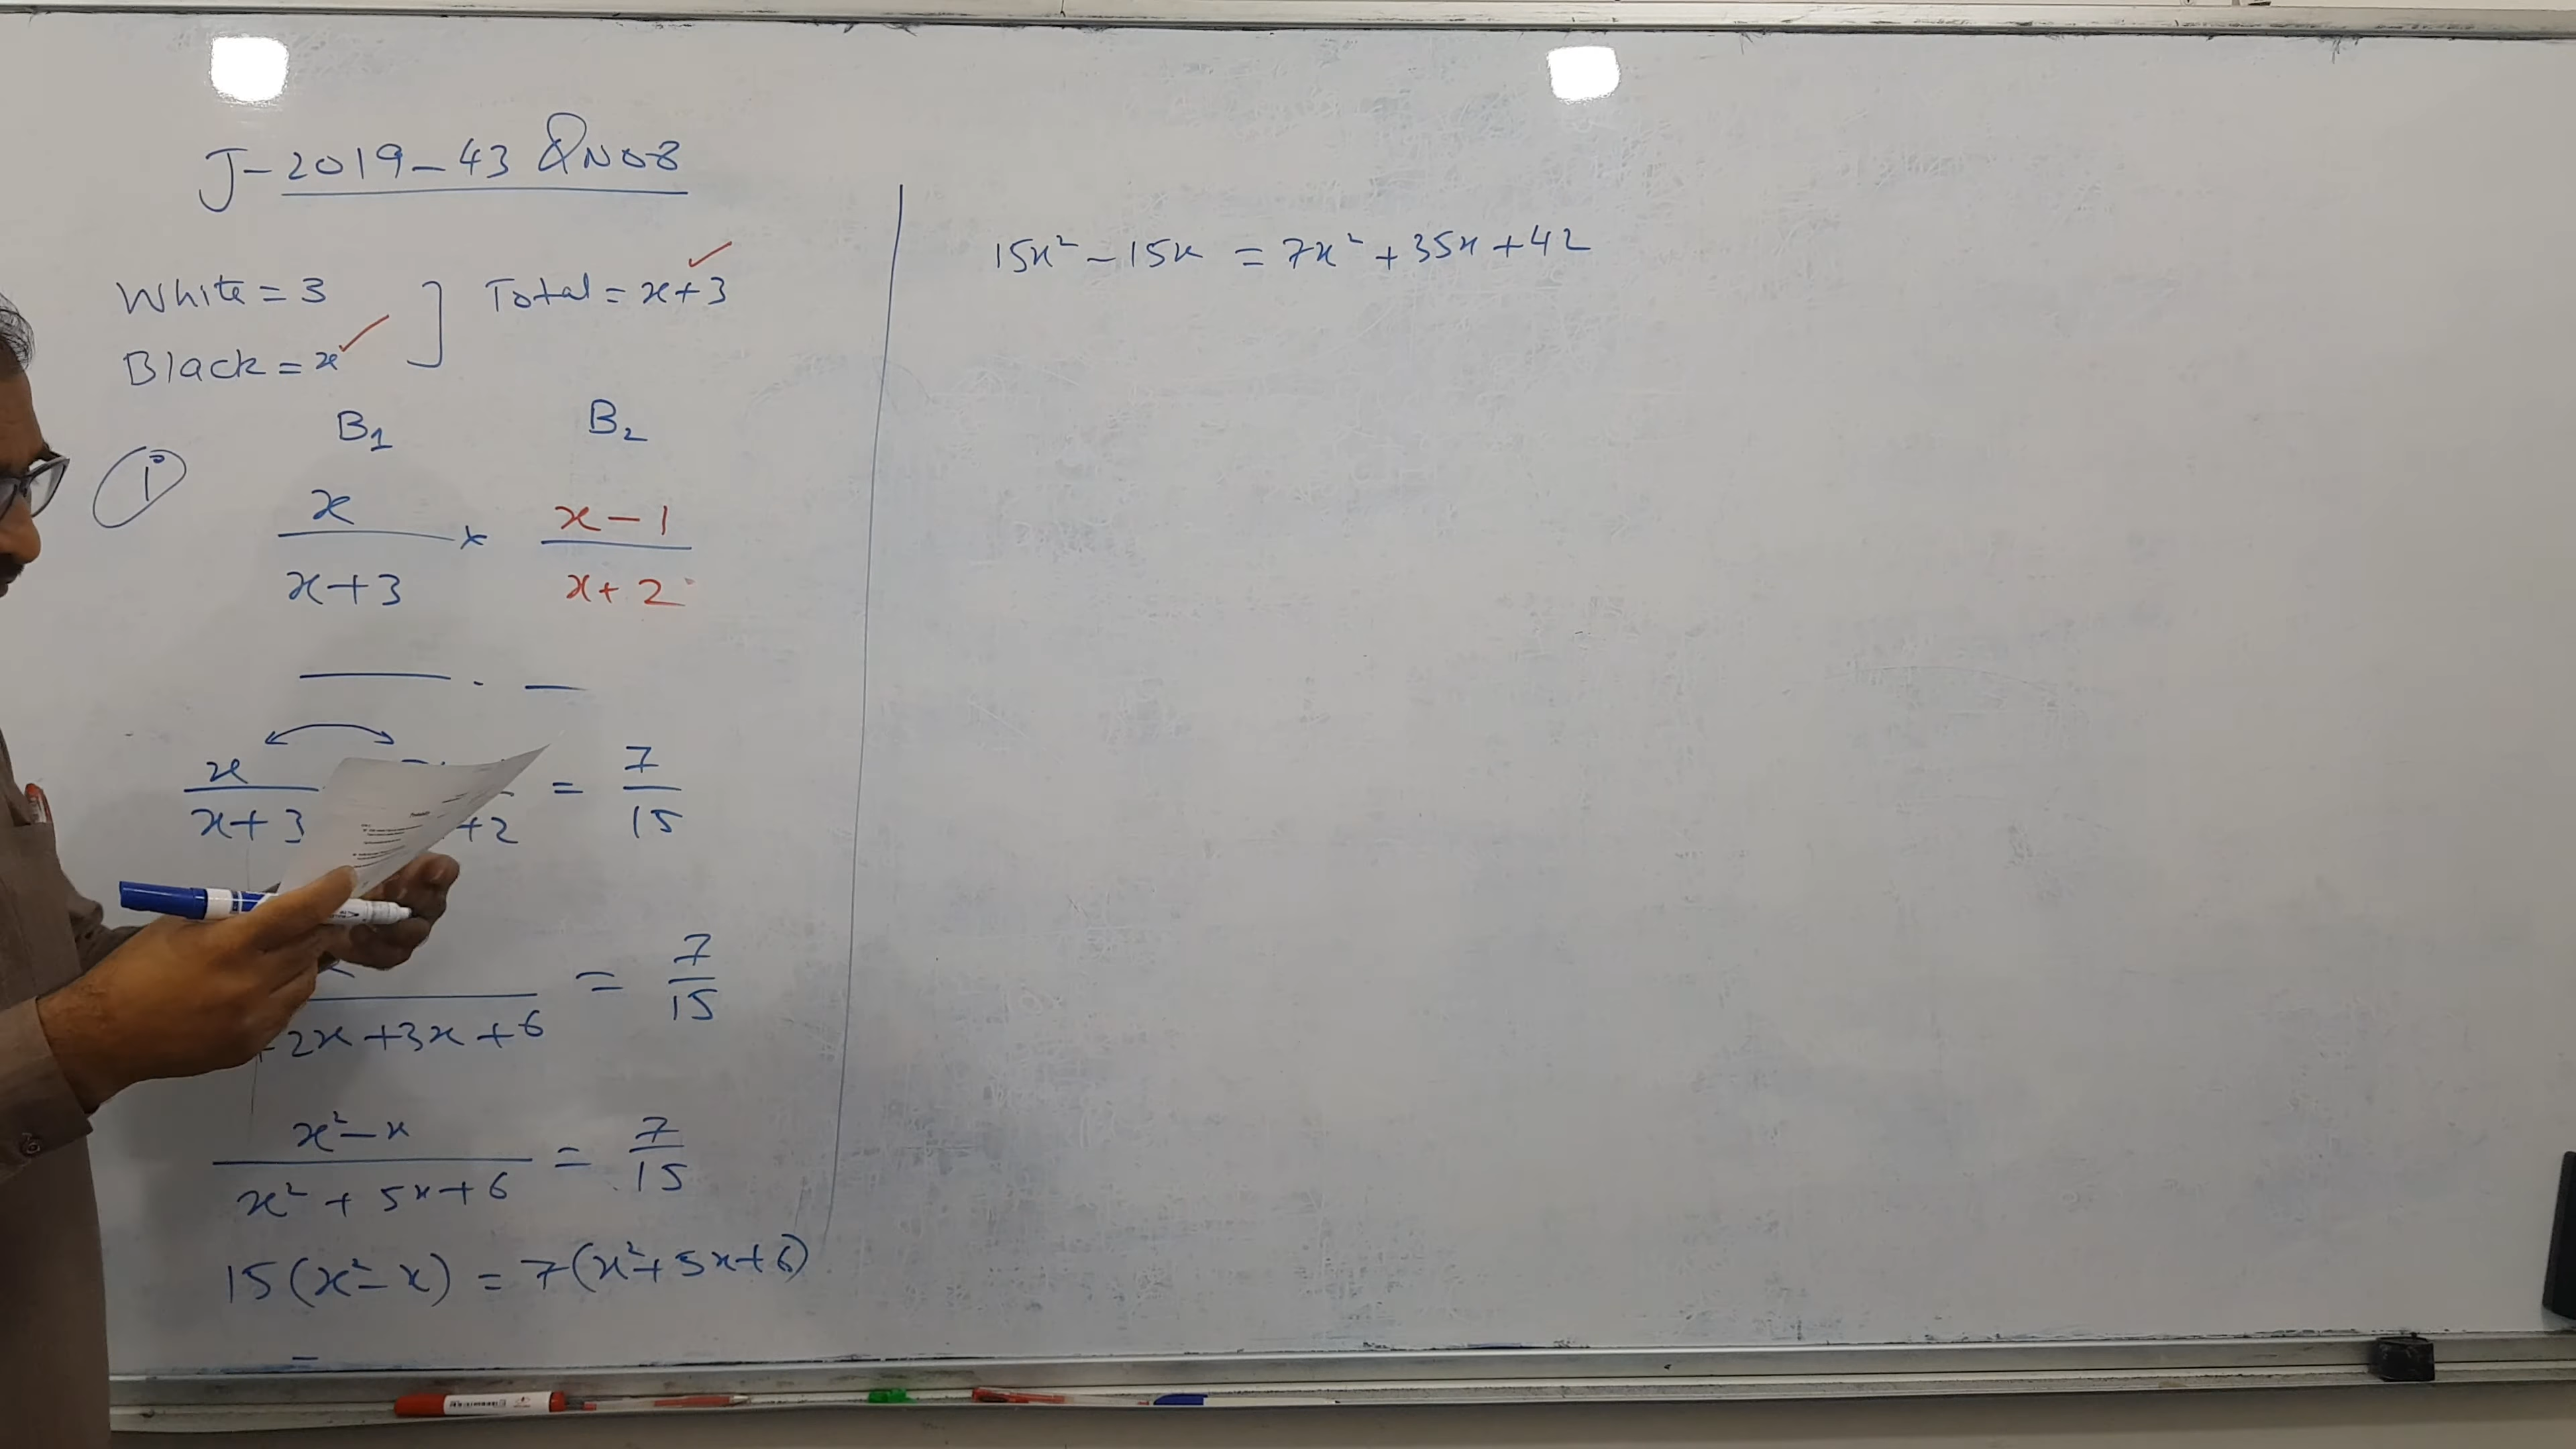 J-2019-43 QNo8
White = 3
Black = x
Total = x+3
B1 B2
i
x/x+3 × x-1/x+2
x/x+3 +2 = 7/15
2x+3x+6 = 7/15
x²-x/x²+5x+6 = 7/15
15(x²-x) = 7(x²+5x+6)
15x²-15x = 7x²+35x+42